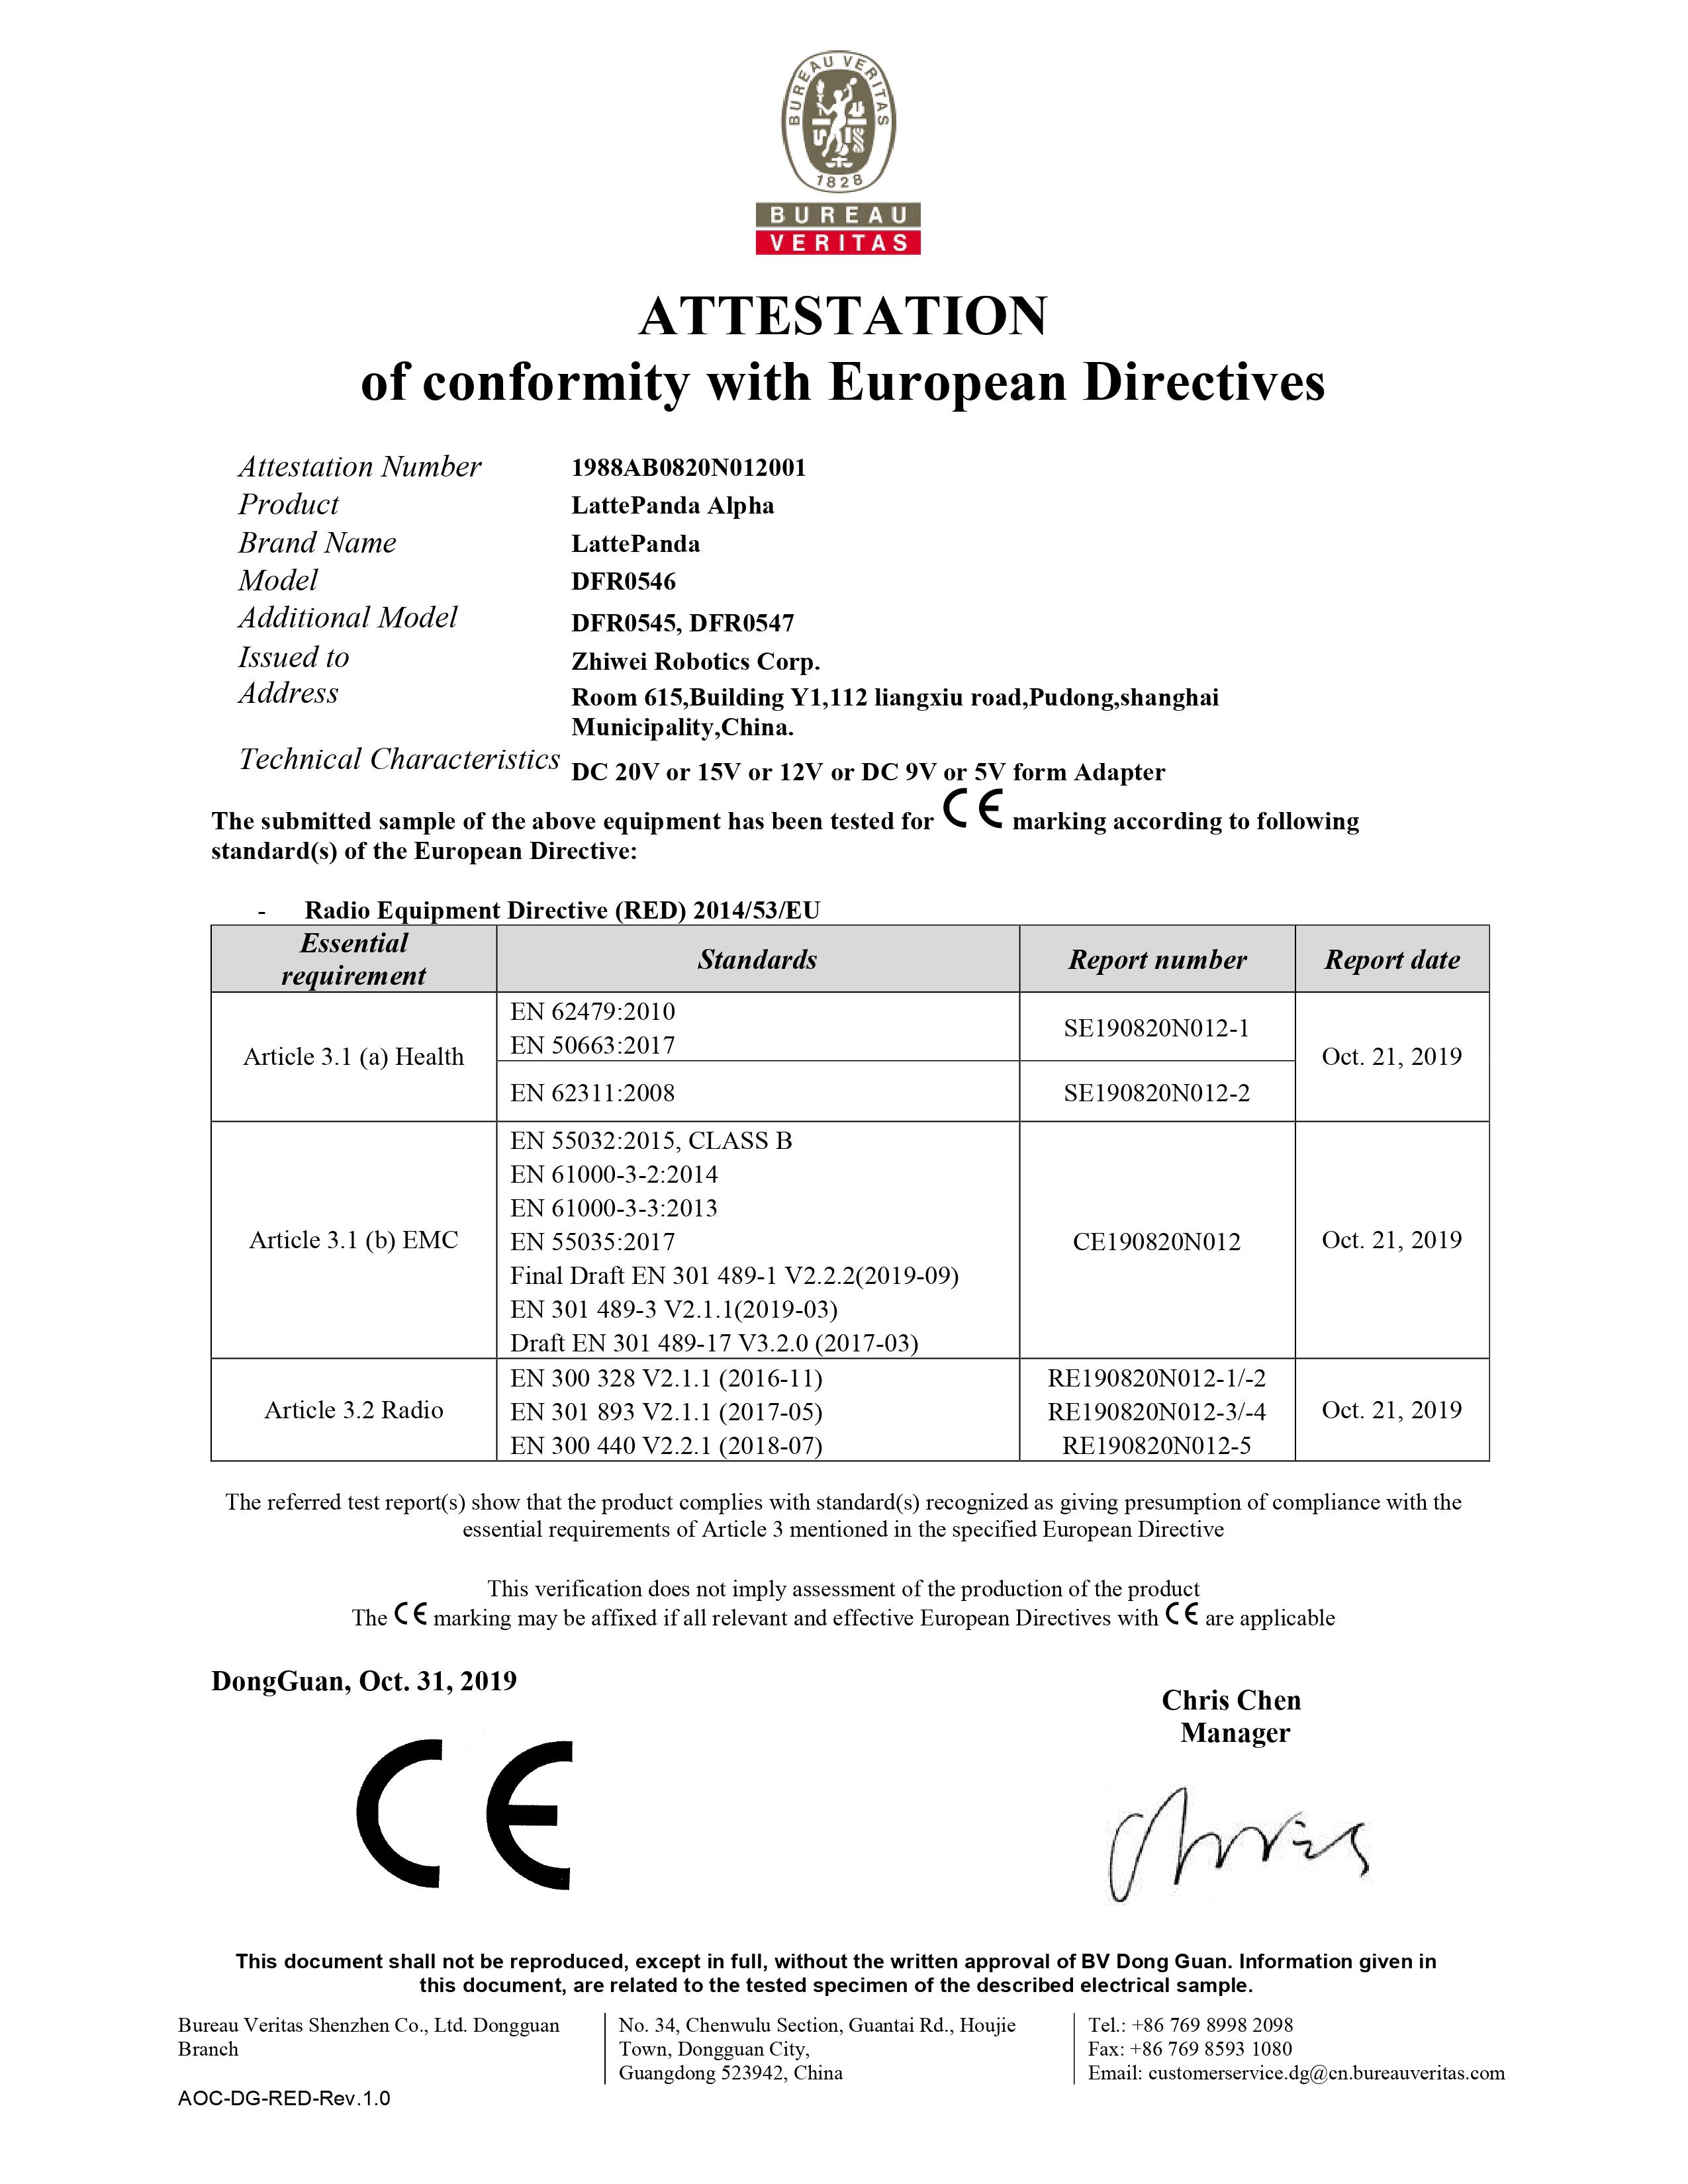 BUREAU VERITAS
1828
BUREAU
VERITAS
ATTESTATION
of conformity with European Directives
Attestation Number 1988AB0820N012001
Product LattePanda Alpha
Brand Name LattePanda
Model DFR0546
Additional Model DFR0545, DFR0547
Issued to Zhiwei Robotics Corp.
Address Room 615,Building Y1,112 liangxiu road,Pudong,shanghai
Municipality,China.
Technical Characteristics DC 20V or 15V or 12V or DC 9V or 5V form Adapter
The submitted sample of the above equipment has been tested for CE marking according to following
standard(s) of the European Directive:
- Radio Equipment Directive (RED) 2014/53/EU
Essential
requirement
Standards
Report number
Report date
Article 3.1 (a) Health
EN 62479:2010
EN 50663:2017
SE190820N012-1
EN 62311:2008
SE190820N012-2
Oct. 21, 2019
Article 3.1 (b) EMC
EN 55032:2015, CLASS B
EN 61000-3-2:2014
EN 61000-3-3:2013
EN 55035:2017
Final Draft EN 301 489-1 V2.2.2(2019-09)
EN 301 489-3 V2.1.1(2019-03)
Draft EN 301 489-17 V3.2.0 (2017-03)
CE190820N012
Oct. 21, 2019
Article 3.2 Radio
EN 300 328 V2.1.1 (2016-11)
EN 301 893 V2.1.1 (2017-05)
EN 300 440 V2.2.1 (2018-07)
RE190820N012-1/-2
RE190820N012-3/-4
RE190820N012-5
Oct. 21, 2019
The referred test report(s) show that the product complies with standard(s) recognized as giving presumption of compliance with the
essential requirements of Article 3 mentioned in the specified European Directive
This verification does not imply assessment of the production of the product
The CE marking may be affixed if all relevant and effective European Directives with CE are applicable
DongGuan, Oct. 31, 2019
Chris Chen
Manager
CE
Chris
This document shall not be reproduced, except in full, without the written approval of BV Dong Guan. Information given in
this document, are related to the tested specimen of the described electrical sample.
Bureau Veritas Shenzhen Co., Ltd. Dongguan
Branch
No. 34, Chenwulu Section, Guantai Rd., Houjie
Town, Dongguan City,
Guangdong 523942, China
Tel.: +86 769 8998 2098
Fax: +86 769 8593 1080
Email: customerservice.dg@cn.bureauveritas.com
AOC-DG-RED-Rev.1.0